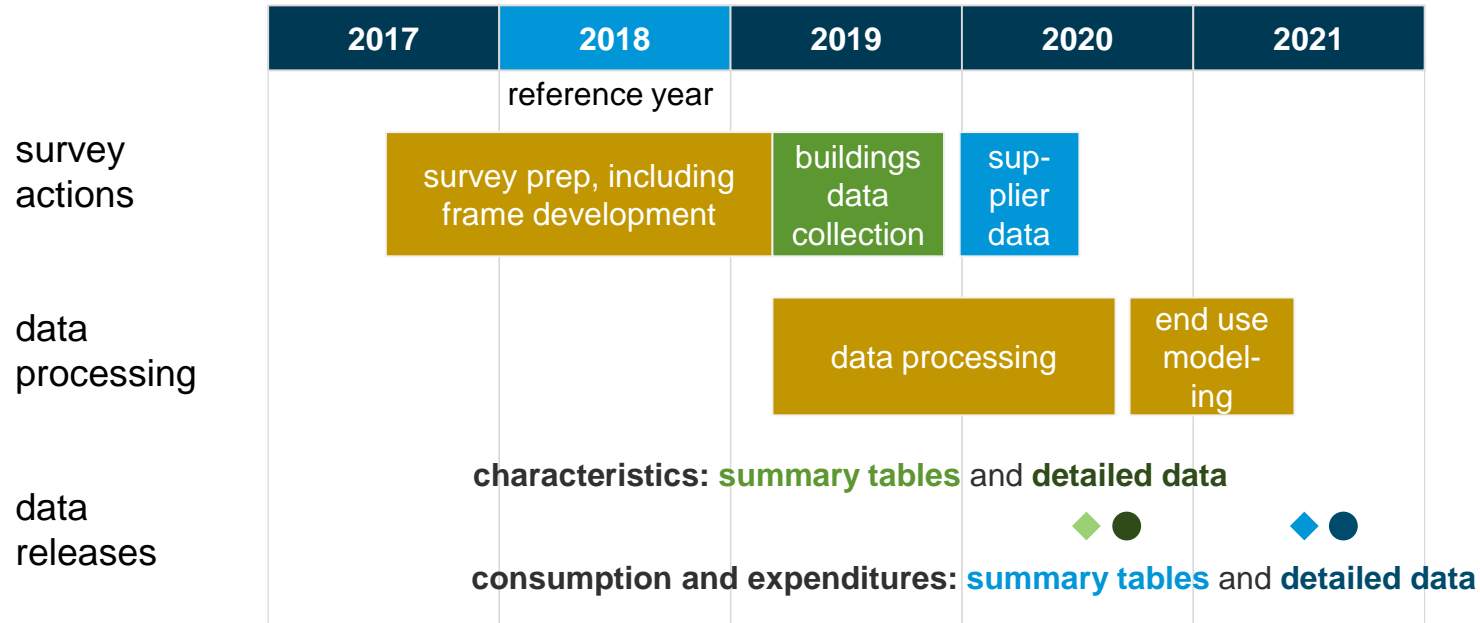 2017 2018 2019 2020 2021
reference year
survey
actions
survey prep, including
frame development
buildings
data
collection
sup-
plier
data
data
processing
data processing
end use
model-
ing
data
releases
characteristics: summary tables and detailed data
consumption and expenditures: summary tables and detailed data